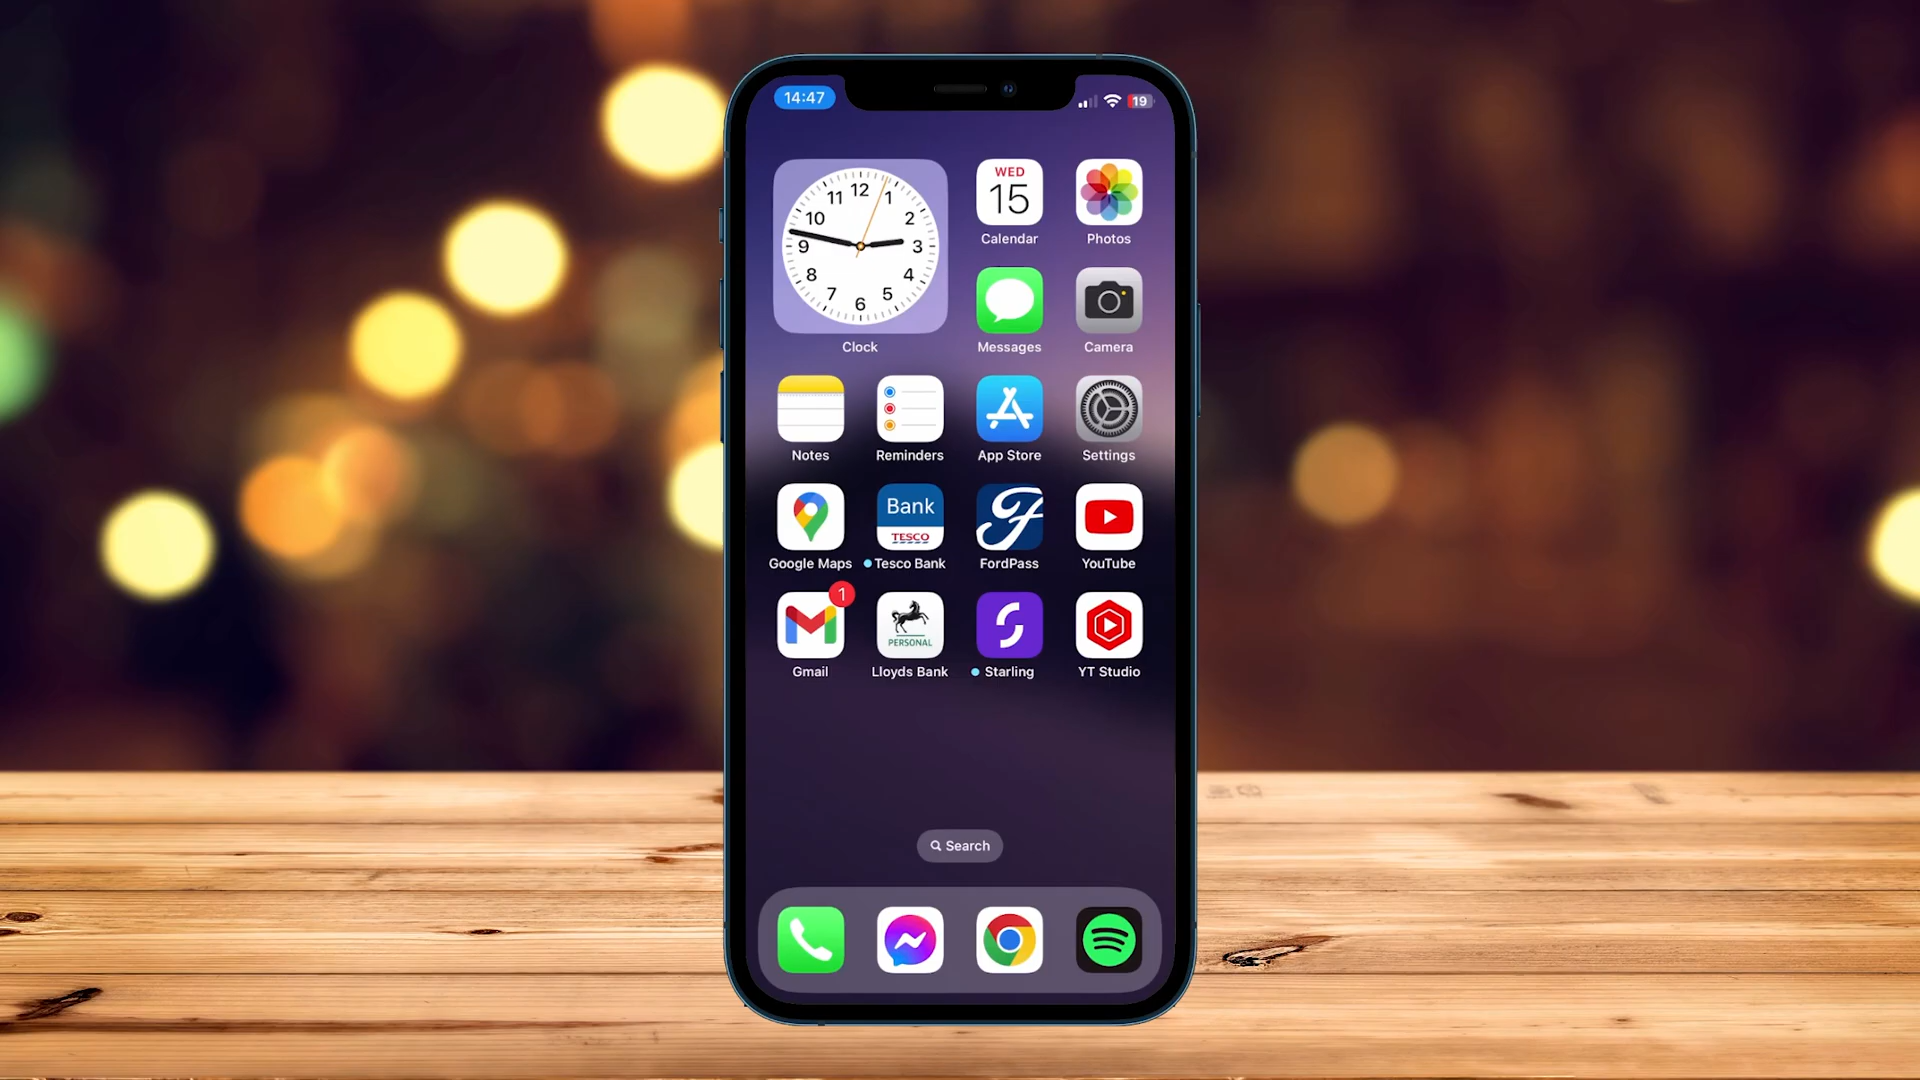 14:47
19
12
11
1
10
2
9
3
8
4
7
5
6
Clock
WED
15
Calendar
Photos
Messages
Camera
Notes
Reminders
App Store
Settings
Google Maps
Bank
TESCO
Tesco Bank
FordPass
YouTube
1
Gmail
PERSONAL
Lloyds Bank
Starling
YT Studio
Search